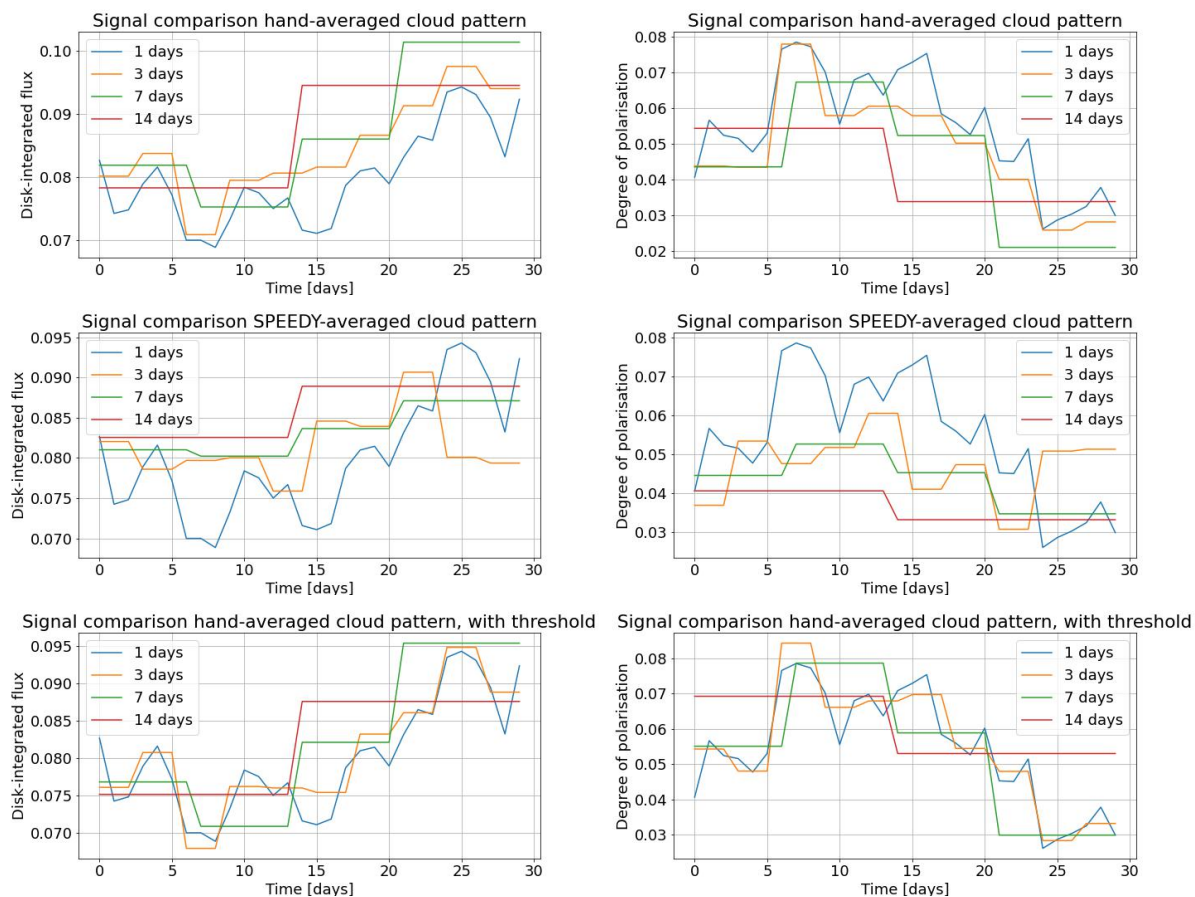 Signal comparison hand-averaged cloud pattern
Disk-integrated flux
0.10
0.09
0.08
0.07
1 days
3 days
7 days
14 days
0 5 10 15 20 25 30
Time [days]
Signal comparison hand-averaged cloud pattern
Degree of polarisation
0.08
0.07
0.06
0.05
0.04
0.03
0.02
1 days
3 days
7 days
14 days
0 5 10 15 20 25 30
Time [days]
Signal comparison SPEEDY-averaged cloud pattern
Disk-integrated flux
0.095
0.090
0.085
0.080
0.075
0.070
1 days
3 days
7 days
14 days
0 5 10 15 20 25 30
Time [days]
Signal comparison SPEEDY-averaged cloud pattern
Degree of polarisation
0.08
0.07
0.06
0.05
0.04
0.03
1 days
3 days
7 days
14 days
0 5 10 15 20 25 30
Time [days]
Signal comparison hand-averaged cloud pattern, with threshold
Disk-integrated flux
0.095
0.090
0.085
0.080
0.075
0.070
1 days
3 days
7 days
14 days
0 5 10 15 20 25 30
Time [days]
Signal comparison hand-averaged cloud pattern, with threshold
Degree of polarisation
0.08
0.07
0.06
0.05
0.04
0.03
1 days
3 days
7 days
14 days
0 5 10 15 20 25 30
Time [days]